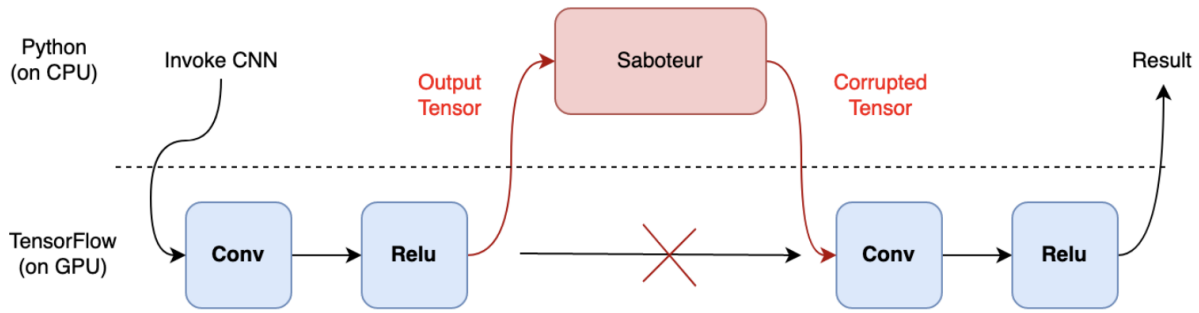 Python
(on CPU)
Invoke CNN
Output
Tensor
Saboteur
Corrupted
Tensor
Result
TensorFlow
(on GPU)
Conv
Relu
Conv
Relu